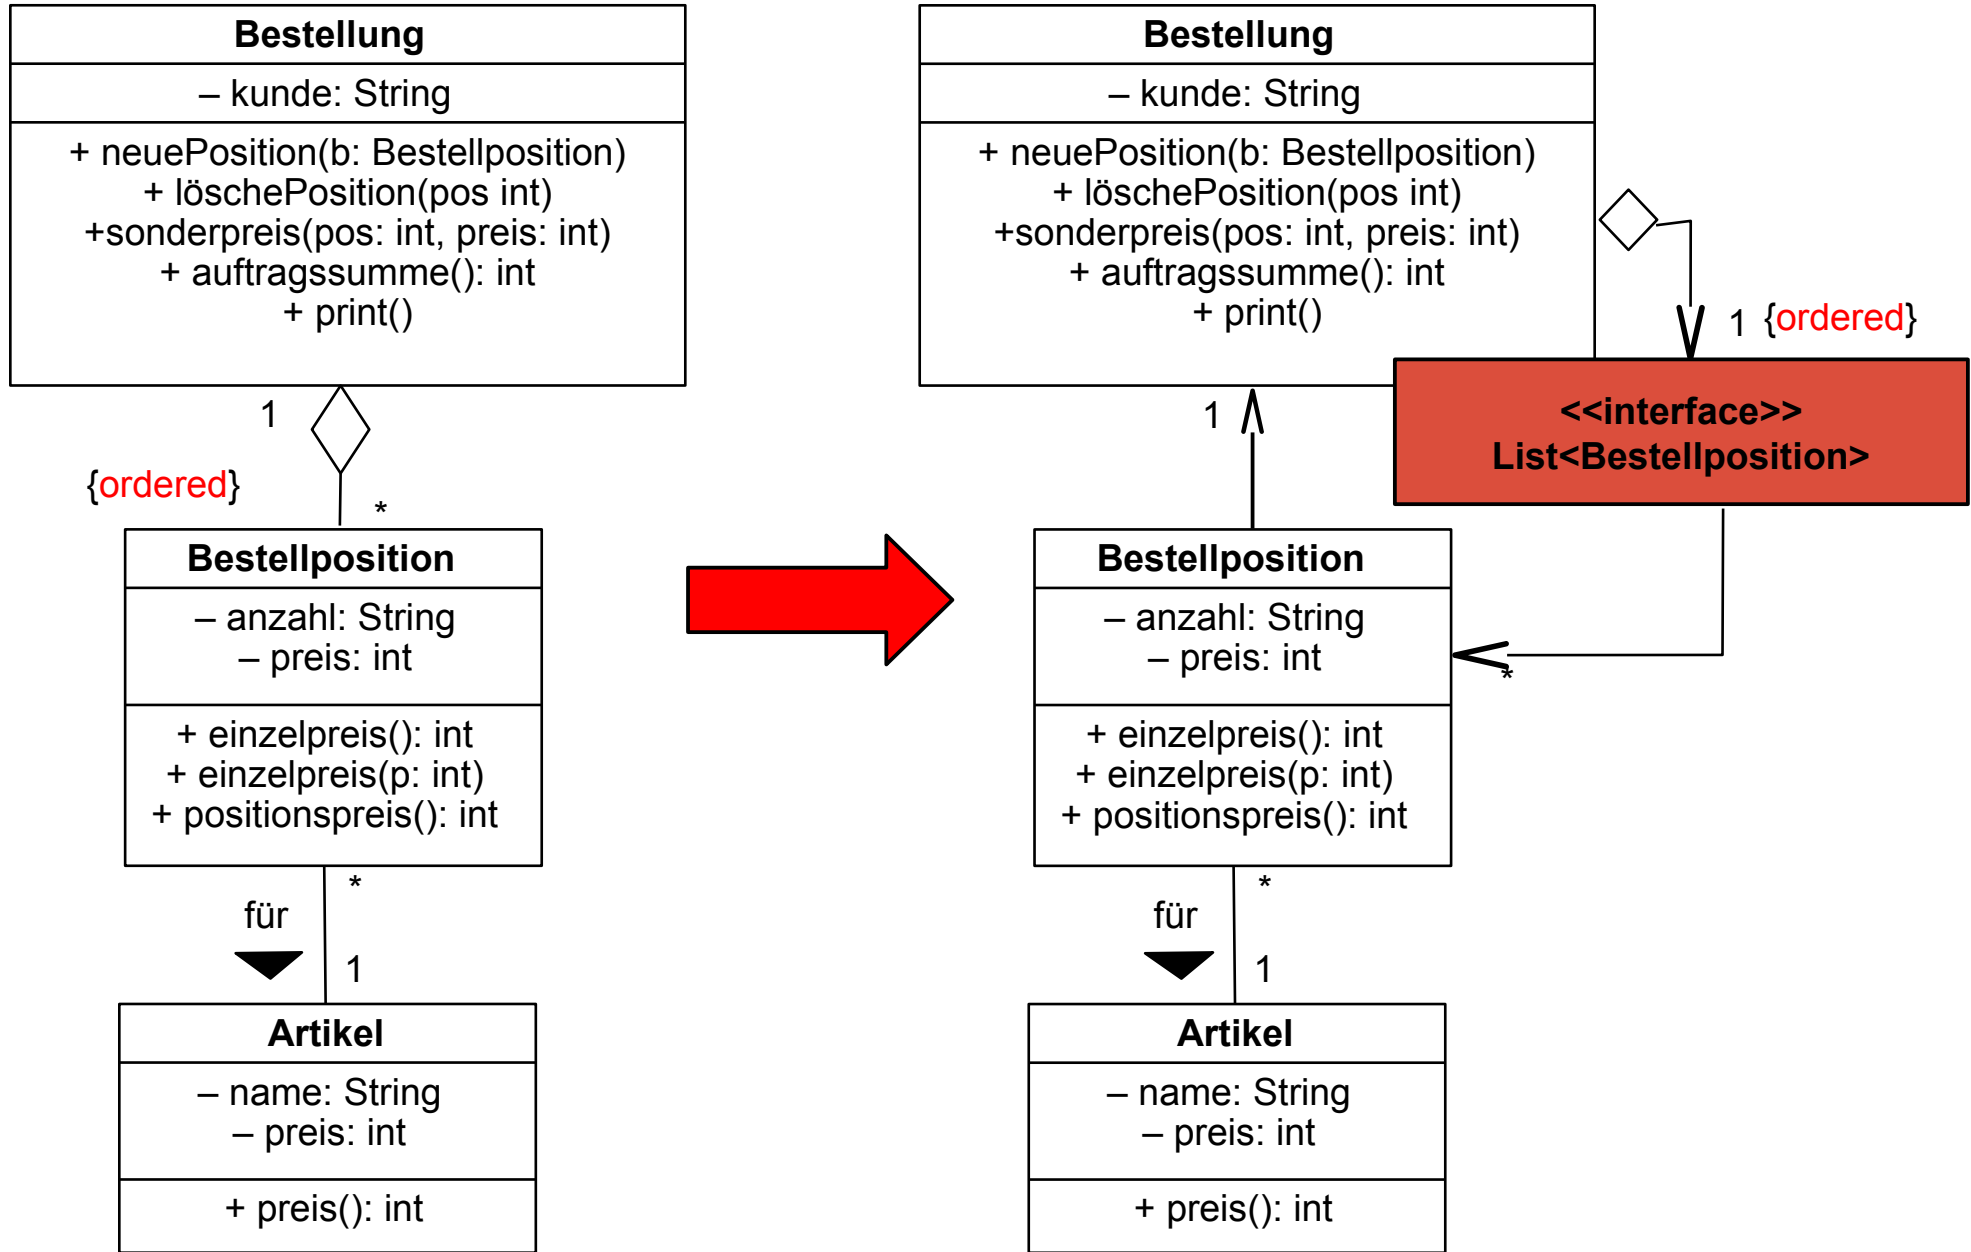 Bestellung
– kunde: String
+ neuePosition(b: Bestellposition)
+ löschePosition(pos int)
+sonderpreis(pos: int, preis: int)
+ auftragssumme(): int
+ print()
1
{ordered}
*
Bestellposition
– anzahl: String
– preis: int
+ einzelpreis(): int
+ einzelpreis(p: int)
+ positionspreis(): int
*
für
1
Artikel
– name: String
– preis: int
+ preis(): int
Bestellung
– kunde: String
+ neuePosition(b: Bestellposition)
+ löschePosition(pos int)
+sonderpreis(pos: int, preis: int)
+ auftragssumme(): int
+ print()
1 {ordered}
<<interface>>
List<Bestellposition>
1
Bestellposition
– anzahl: String
– preis: int
*
+ einzelpreis(): int
+ einzelpreis(p: int)
+ positionspreis(): int
*
für
1
Artikel
– name: String
– preis: int
+ preis(): int